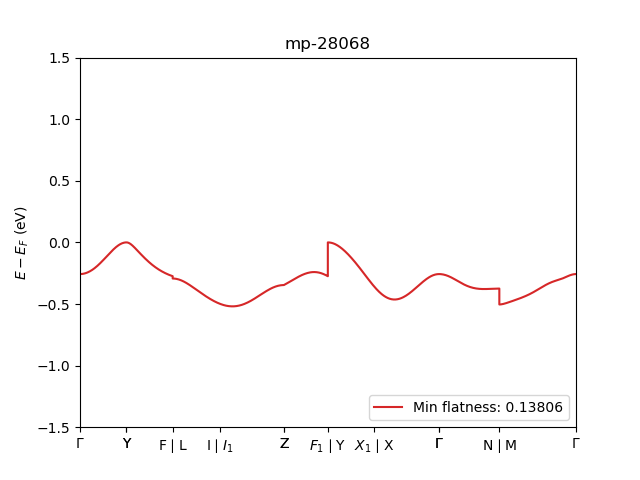 mp-28068
1.5
1.0
0.5
0.0
−0.5
−1.0
−1.5
E − E_F (eV)
Min flatness: 0.13806
Γ Y F | L I | I₁ Z F₁ | Y X₁ | X Γ N | M Γ